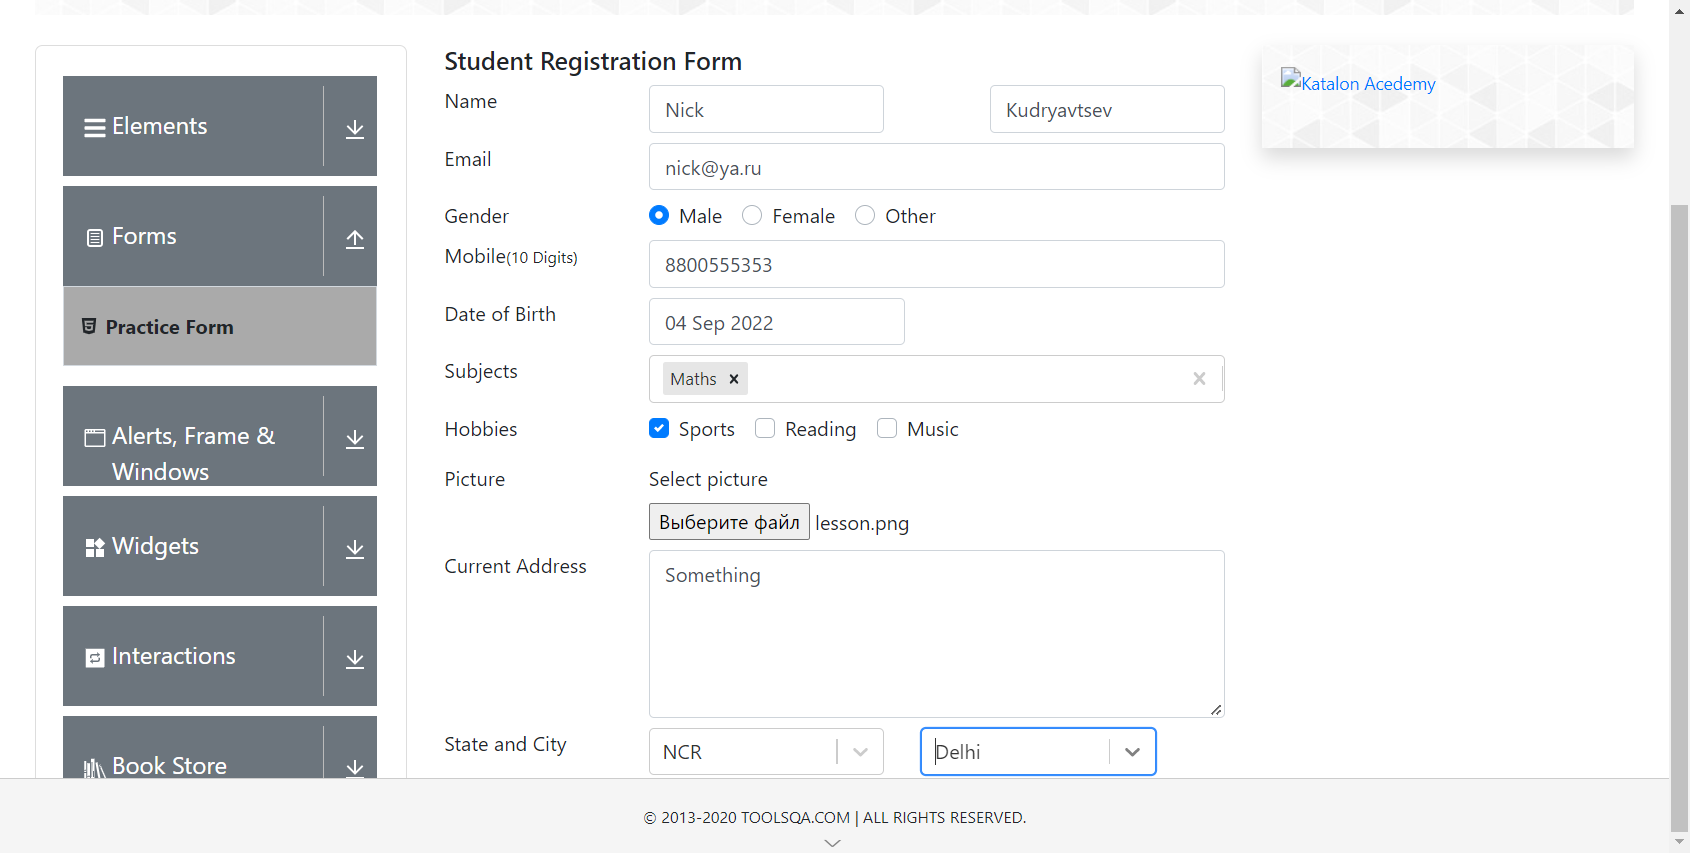 Elements
Forms
Practice Form
Alerts, Frame &
Windows
Widgets
Interactions
Book Store
Student Registration Form
Name Nick Kudryavtsev
Email nick@ya.ru
Gender Male Female Other
Mobile(10 Digits) 8800555353
Date of Birth 04 Sep 2022
Subjects Maths
Hobbies Sports Reading Music
Picture Select picture
Выберите файл lesson.png
Current Address Something
State and City NCR Delhi
Katalon Acedemy
© 2013-2020 TOOLSQA.COM | ALL RIGHTS RESERVED.